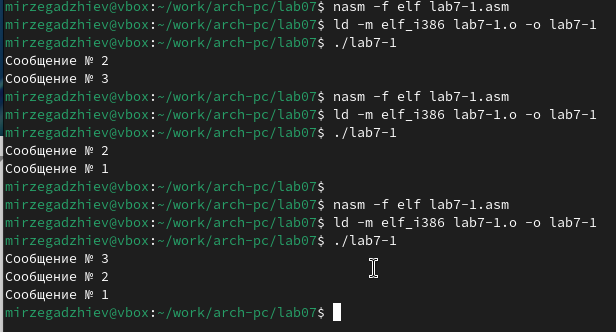 mirzegadzhiev@vbox:~/work/arch-pc/lab07$ nasm -f elf lab7-1.asm
mirzegadzhiev@vbox:~/work/arch-pc/lab07$ ld -m elf_i386 lab7-1.o -o lab7-1
mirzegadzhiev@vbox:~/work/arch-pc/lab07$ ./lab7-1
Сообщение № 2
Сообщение № 3
mirzegadzhiev@vbox:~/work/arch-pc/lab07$ nasm -f elf lab7-1.asm
mirzegadzhiev@vbox:~/work/arch-pc/lab07$ ld -m elf_i386 lab7-1.o -o lab7-1
mirzegadzhiev@vbox:~/work/arch-pc/lab07$ ./lab7-1
Сообщение № 2
Сообщение № 1
mirzegadzhiev@vbox:~/work/arch-pc/lab07$
mirzegadzhiev@vbox:~/work/arch-pc/lab07$ nasm -f elf lab7-1.asm
mirzegadzhiev@vbox:~/work/arch-pc/lab07$ ld -m elf_i386 lab7-1.o -o lab7-1
mirzegadzhiev@vbox:~/work/arch-pc/lab07$ ./lab7-1
Сообщение № 3
Сообщение № 2
Сообщение № 1
mirzegadzhiev@vbox:~/work/arch-pc/lab07$